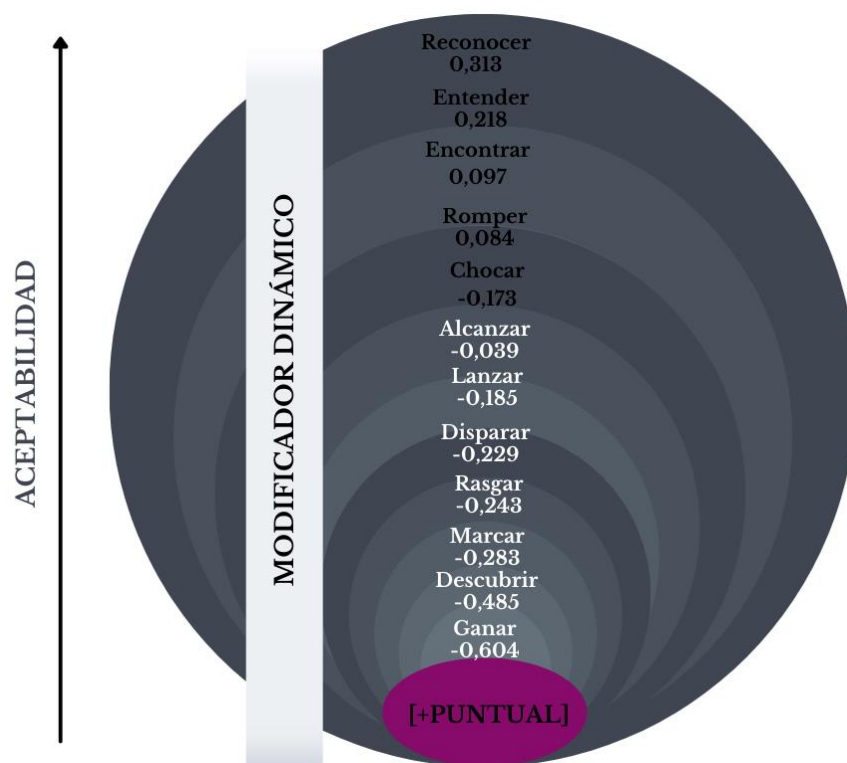 ACEPTABILIDAD
MODIFICADOR DINÁMICO
Reconocer
0,313
Entender
0,218
Encontrar
0,097
Romper
0,084
Chocar
-0,173
Alcanzar
-0,039
Lanzar
-0,185
Disparar
-0,229
Rasgar
-0,243
Marcar
-0,283
Descubrir
-0,485
Ganar
-0,604
[+PUNTUAL]